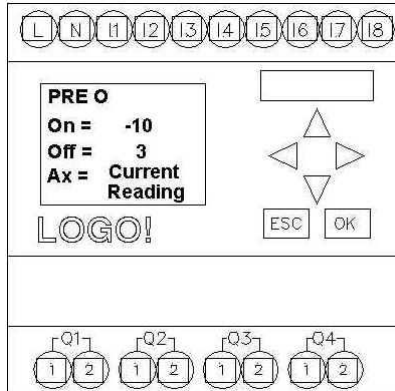 L N I1 I2 I3 I4 I5 I6 I7 I8
PRE O
On = -10
Off = 3
Ax = Current
Reading
LOGO!
ESC OK
Q1 Q2 Q3 Q4
1 2 1 2 1 2 1 2